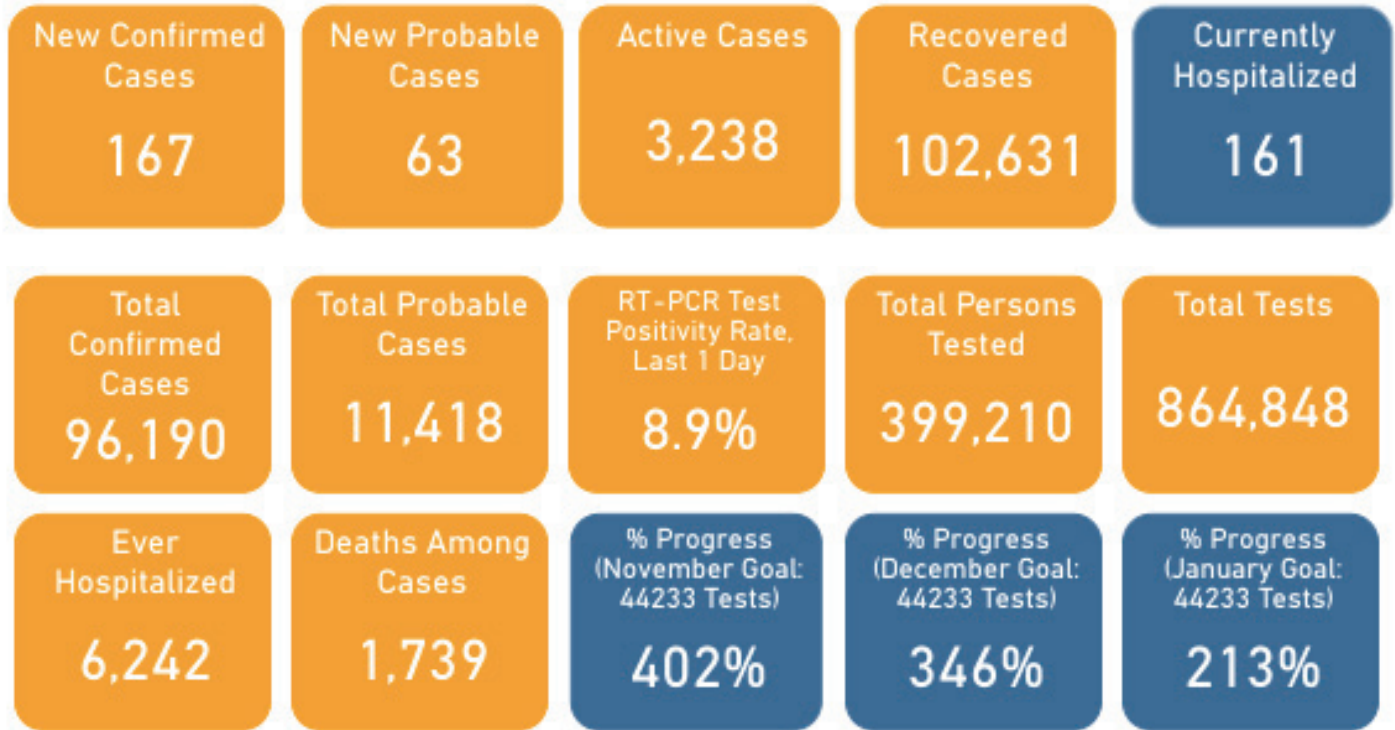 New Confirmed
Cases
167
New Probable
Cases
63
Active Cases
3,238
Recovered
Cases
102,631
Currently
Hospitalized
161
Total
Confirmed
Cases
96,190
Total Probable
Cases
11,418
RT-PCR Test
Positivity Rate,
Last 1 Day
8.9%
Total Persons
Tested
399,210
Total Tests
864,848
Ever
Hospitalized
6,242
Deaths Among
Cases
1,739
% Progress
(November Goal:
44233 Tests)
402%
% Progress
(December Goal:
44233 Tests)
346%
% Progress
(January Goal:
44233 Tests)
213%